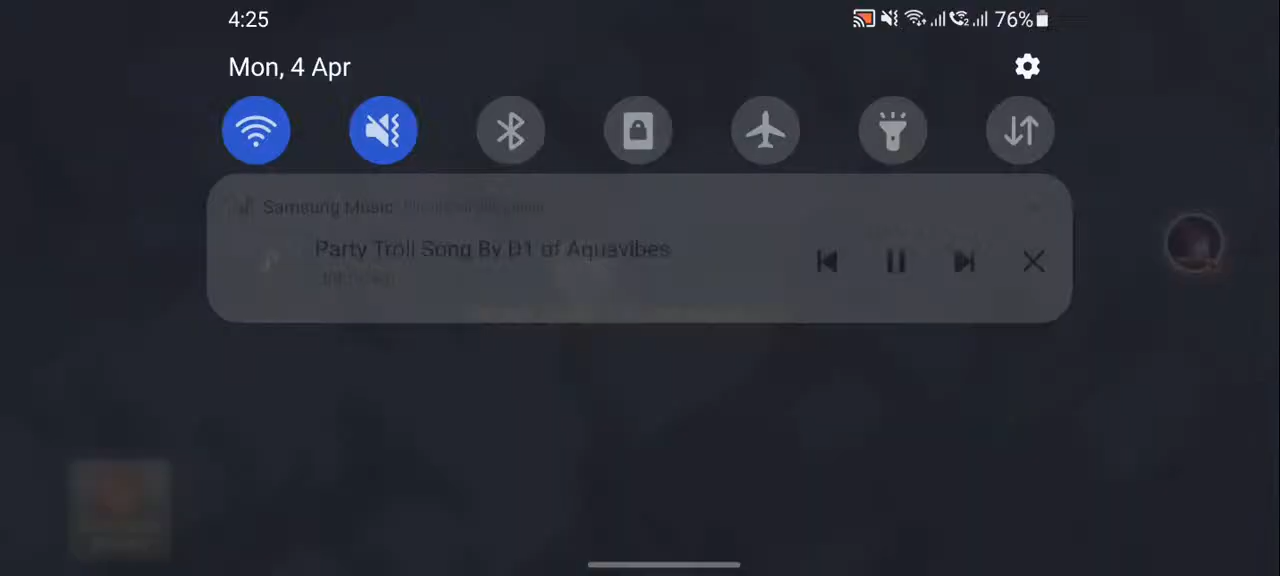 4:25
76%
Mon, 4 Apr
Samsung Music
Party Troll Song By D1 of Aquavibes